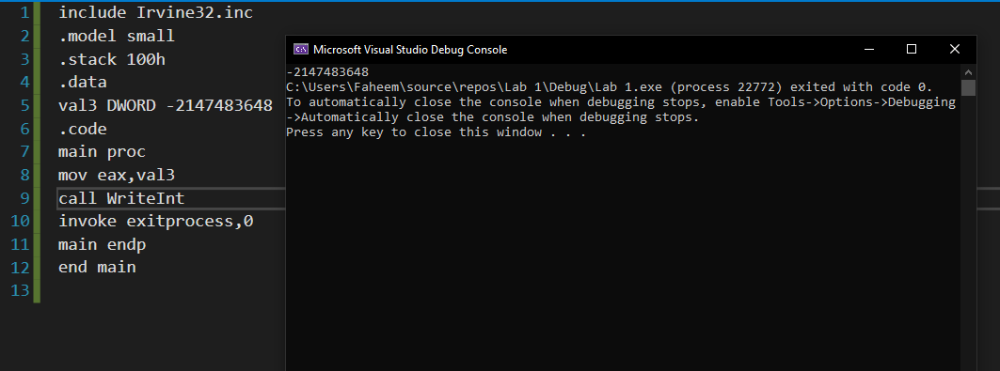 1 include Irvine32.inc
2 .model small
3 .stack 100h
4 .data
5 val3 DWORD -2147483648
6 .code
7 main proc
8 mov eax,val3
9 call WriteInt
10 invoke exitprocess,0
11 main endp
12 end main
13
C:\ Microsoft Visual Studio Debug Console
-2147483648
C:\Users\Faheem\source\repos\Lab 1\Debug\Lab 1.exe (process 22772) exited with code 0.
To automatically close the console when debugging stops, enable Tools->Options->Debugging
->Automatically close the console when debugging stops.
Press any key to close this window . . .